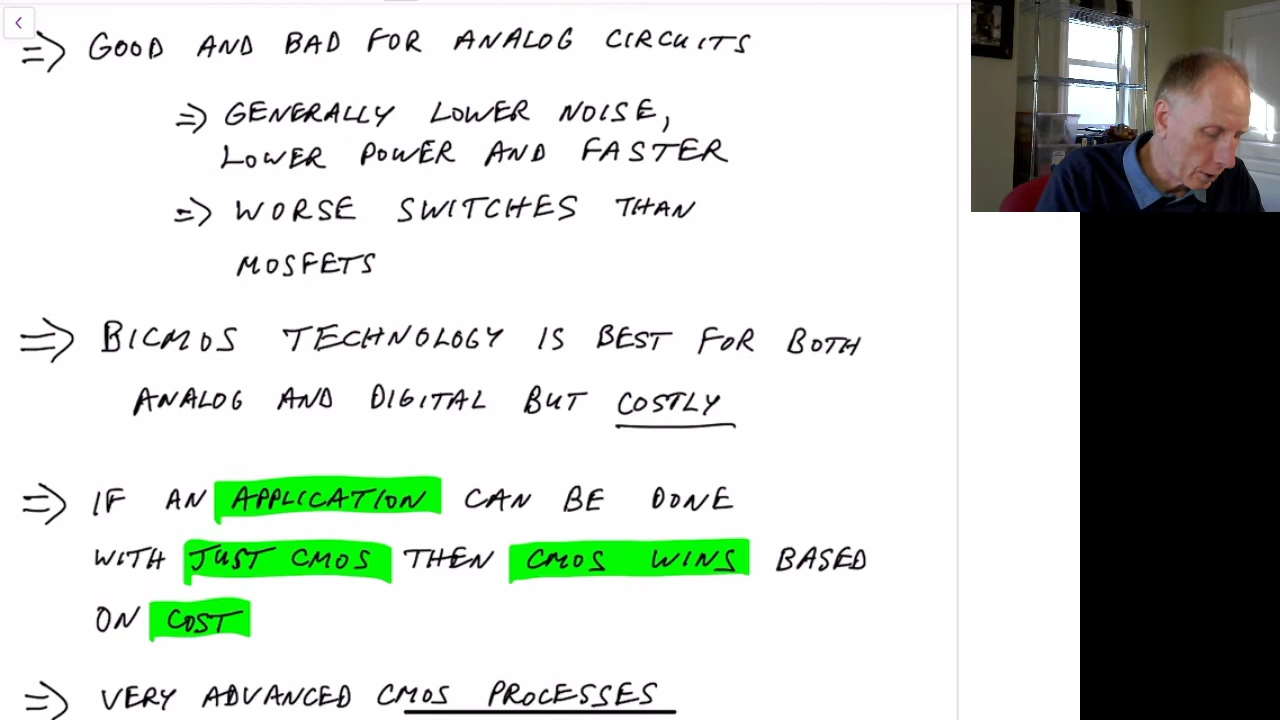 ⇒ GOOD AND BAD FOR ANALOG CIRCUITS
⇒ GENERALLY LOWER NOISE,
LOWER POWER AND FASTER
⇒ WORSE SWITCHES THAN
MOSFETS
⇒ BICMOS TECHNOLOGY IS BEST FOR BOTH
ANALOG AND DIGITAL BUT COSTLY
⇒ IF AN APPLICATION CAN BE DONE
WITH JUST CMOS THEN CMOS WINS BASED
ON COST
⇒ VERY ADVANCED CMOS PROCESSES